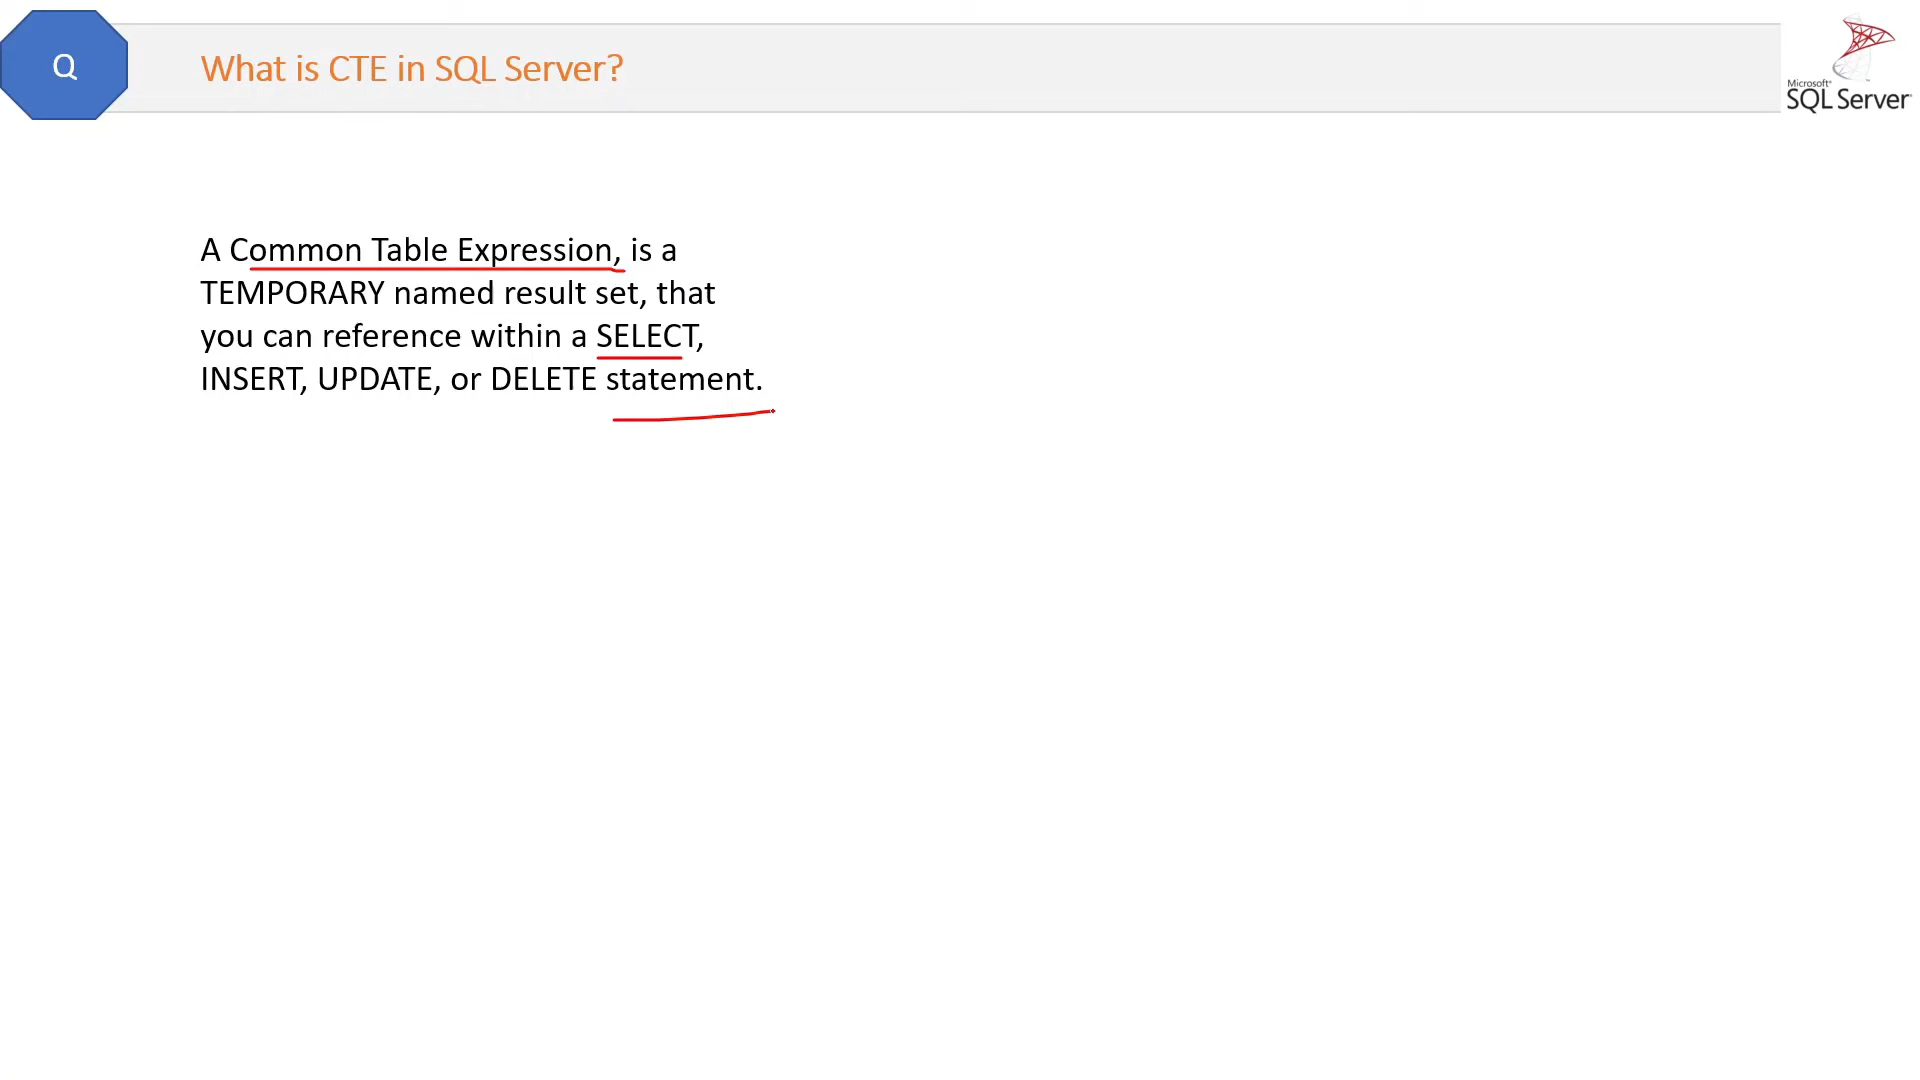 Q
What is CTE in SQL Server?
Microsoft®
SQL Server
A Common Table Expression, is a
TEMPORARY named result set, that
you can reference within a SELECT,
INSERT, UPDATE, or DELETE statement.